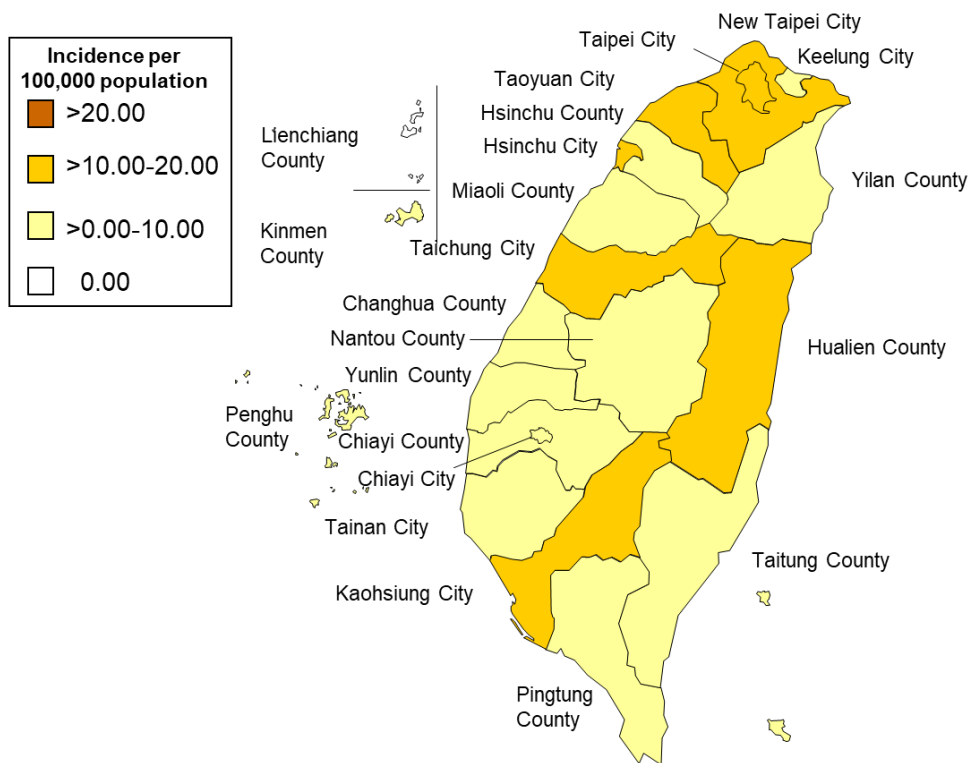 Incidence per
100,000 population
>20.00
>10.00-20.00
>0.00-10.00
0.00
New Taipei City
Taipei City
Keelung City
Taoyuan City
Hsinchu County
Lienchiang
County
Hsinchu City
Miaoli County
Yilan County
Kinmen
County
Taichung City
Changhua County
Nantou County
Hualien County
Yunlin County
Penghu
County
Chiayi County
Chiayi City
Tainan City
Taitung County
Kaohsiung City
Pingtung
County